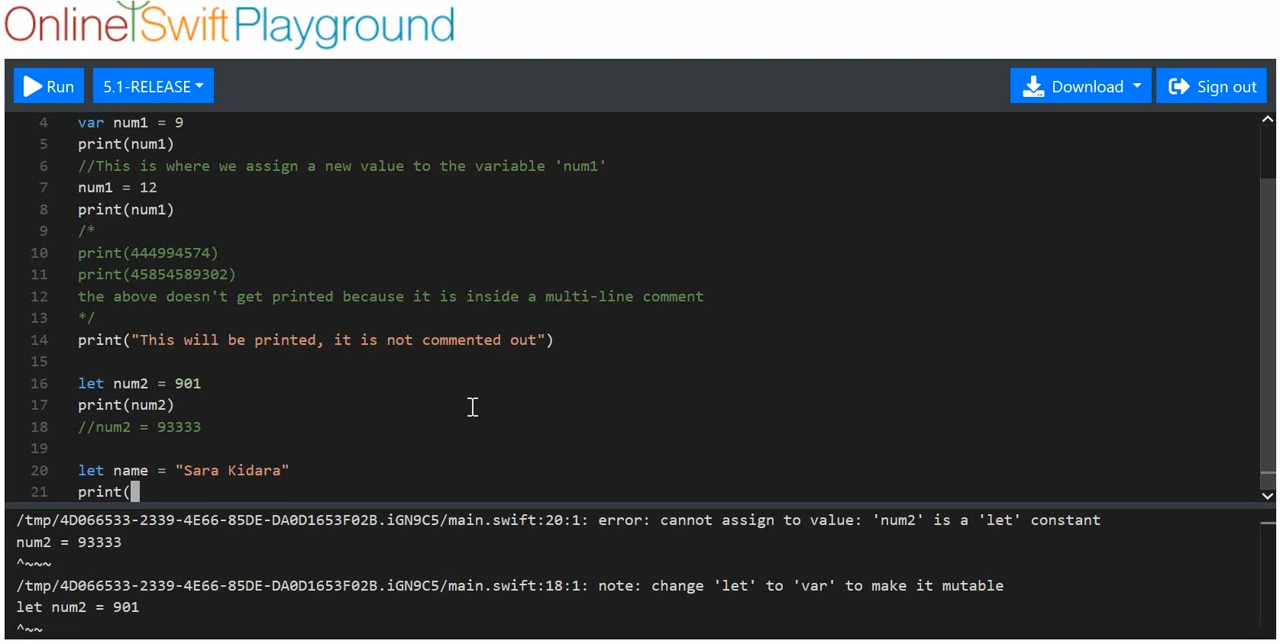 Online Swift Playground
Run 5.1-RELEASE Download Sign out
4 var num1 = 9
5 print(num1)
6 //This is where we assign a new value to the variable 'num1'
7 num1 = 12
8 print(num1)
9 /*
10 print(444994574)
11 print(45854589302)
12 the above doesn't get printed because it is inside a multi-line comment
13 */
14 print("This will be printed, it is not commented out")
15
16 let num2 = 901
17 print(num2)
18 //num2 = 93333
19
20 let name = "Sara Kidara"
21 print(
/tmp/4D066533-2339-4E66-85DE-DA0D1653F02B.iGN9C5/main.swift:20:1: error: cannot assign to value: 'num2' is a 'let' constant
num2 = 93333
^~~~
/tmp/4D066533-2339-4E66-85DE-DA0D1653F02B.iGN9C5/main.swift:18:1: note: change 'let' to 'var' to make it mutable
let num2 = 901
^~~